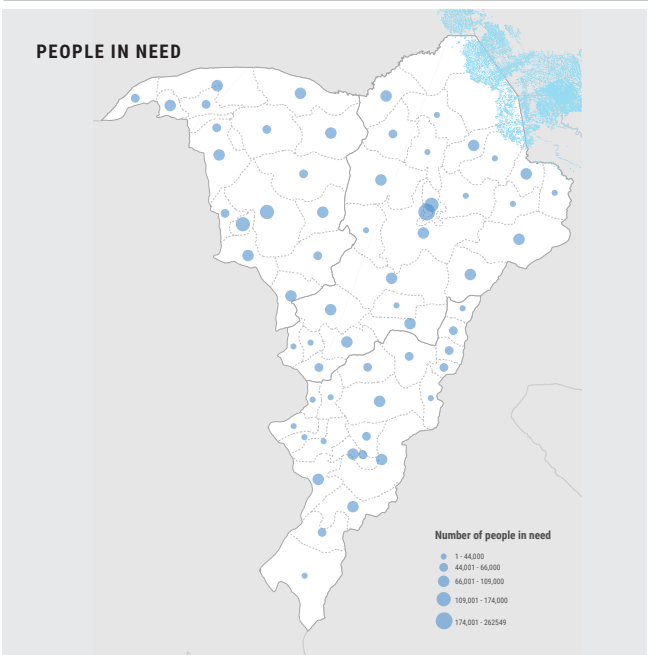 PEOPLE IN NEED
Number of people in need
1 - 44,000
44,001 - 66,000
66,001 - 109,000
109,001 - 174,000
174,001 - 262549